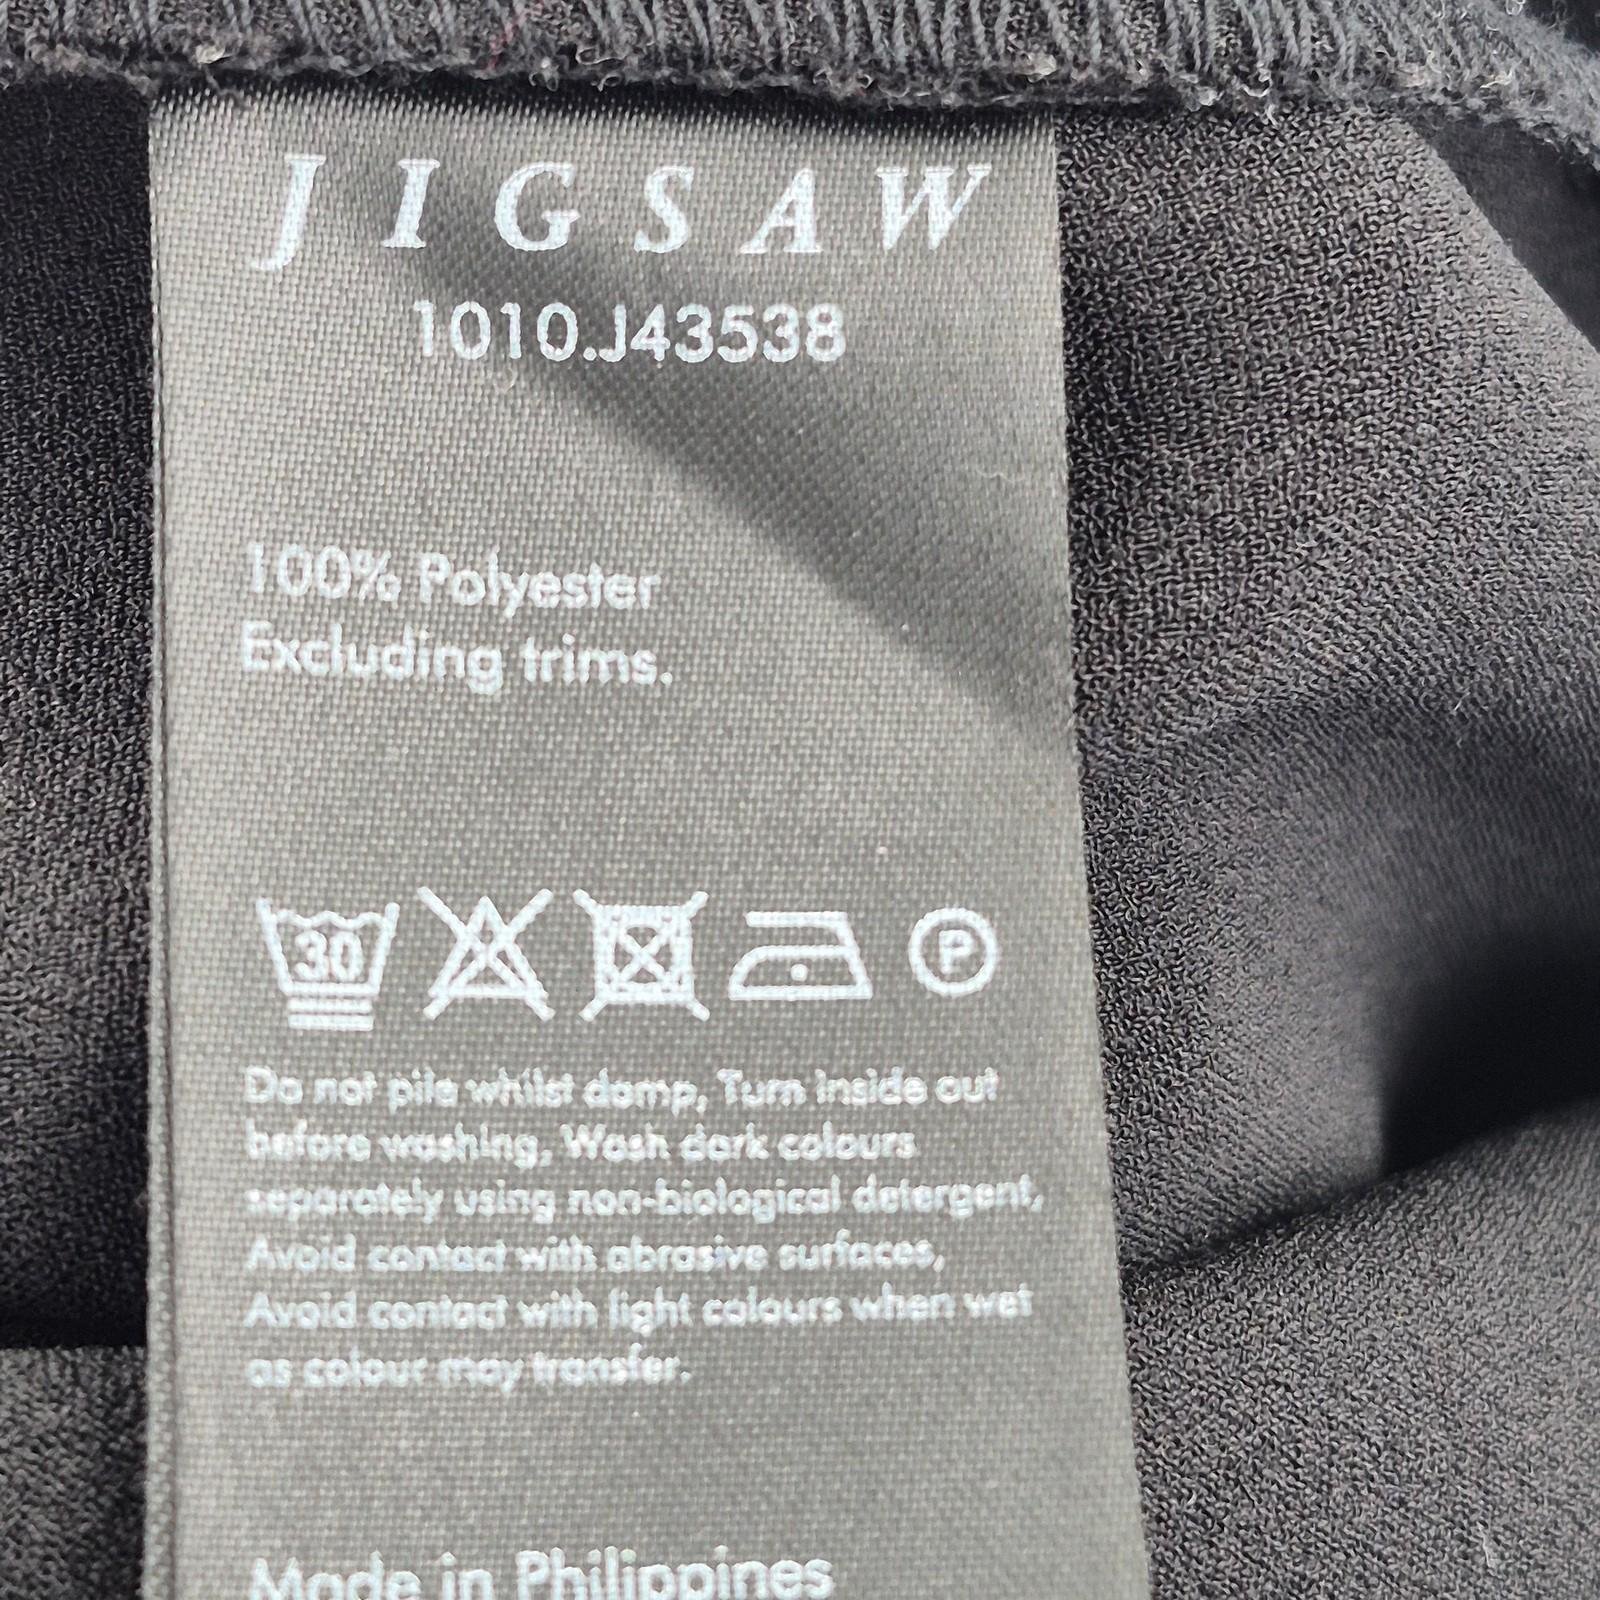 JIGSAW
1010.J43538
100% Polyester
Excluding trims.
30 P
Do not pile whilst damp, Turn inside out
before washing, Wash dark colours
separately using non-biological detergent,
Avoid contact with abrasive surfaces,
Avoid contact with light colours when wet
as colour may transfer.
Made in Philippines